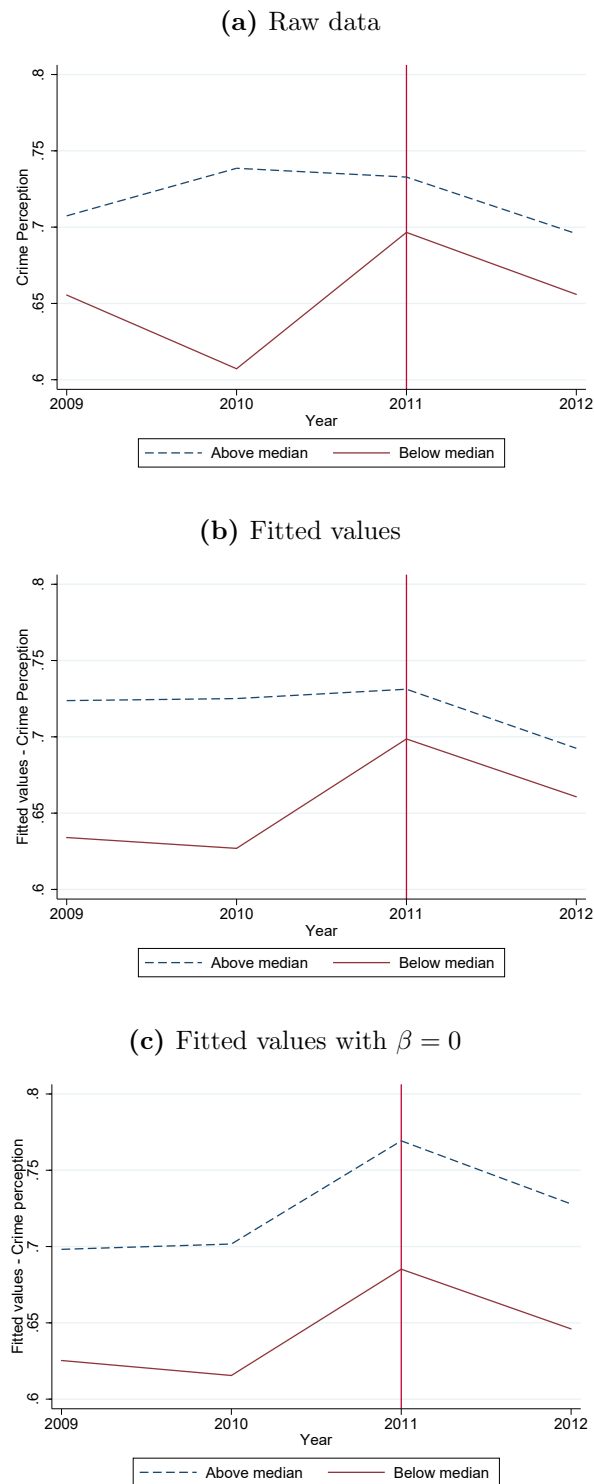 (a) Raw data
Crime Perception
.8
.75
.7
.65
.6
2009 2010 2011 2012
Year
Above median Below median
(b) Fitted values
Fitted values - Crime Perception
.8
.75
.7
.65
.6
2009 2010 2011 2012
Year
Above median Below median
(c) Fitted values with β = 0
Fitted values - Crime perception
.8
.75
.7
.65
.6
2009 2010 2011 2012
Year
Above median Below median